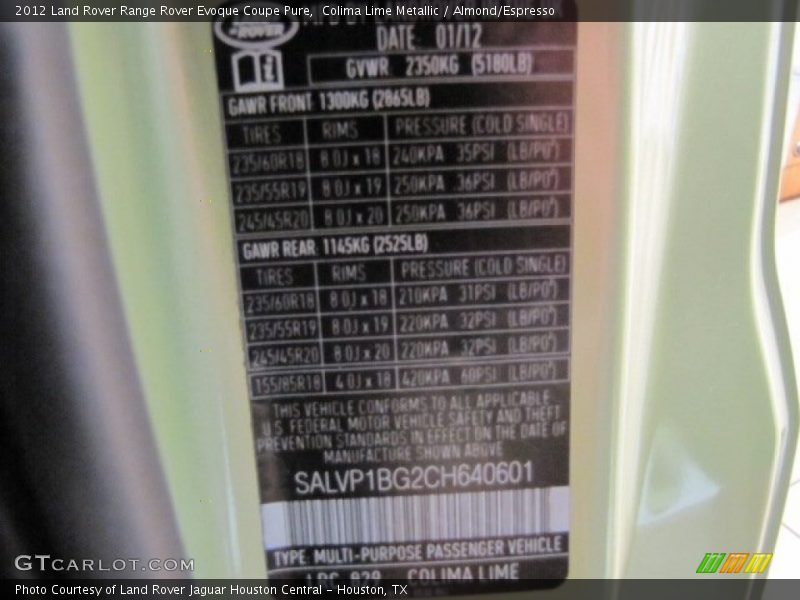 2012 Land Rover Range Rover Evoque Coupe Pure,  Colima Lime Metallic / Almond/Espresso
DATE 01/12
GVWR 2350KG (5180LB)
GAWR FRONT 1300KG (2865LB)
TIRES RIMS PRESSURE (COLD SINGLE)
235/60R18 8.0J x 18 240KPA 35PSI (LB/PO²)
235/55R19 8.0J x 19 250KPA 36PSI (LB/PO²)
245/45R20 8.0J x 20 250KPA 36PSI (LB/PO²)
GAWR REAR 1145KG (2525LB)
TIRES RIMS PRESSURE (COLD SINGLE)
235/60R18 8.0J x 18 210KPA 31PSI (LB/PO²)
235/55R19 8.0J x 19 220KPA 32PSI (LB/PO²)
245/45R20 8.0J x 20 220KPA 32PSI (LB/PO²)
155/85R18 4.0J x 18 420KPA 60PSI (LB/PO²)
THIS VEHICLE CONFORMS TO ALL APPLICABLE
U.S. FEDERAL MOTOR VEHICLE SAFETY AND THEFT
PREVENTION STANDARDS IN EFFECT ON THE DATE OF
MANUFACTURE SHOWN ABOVE
SALVP1BG2CH640601
TYPE MULTI-PURPOSE PASSENGER VEHICLE
COLIMA LIME
GTCARLOT.COM
Photo Courtesy of Land Rover Jaguar Houston Central – Houston, TX